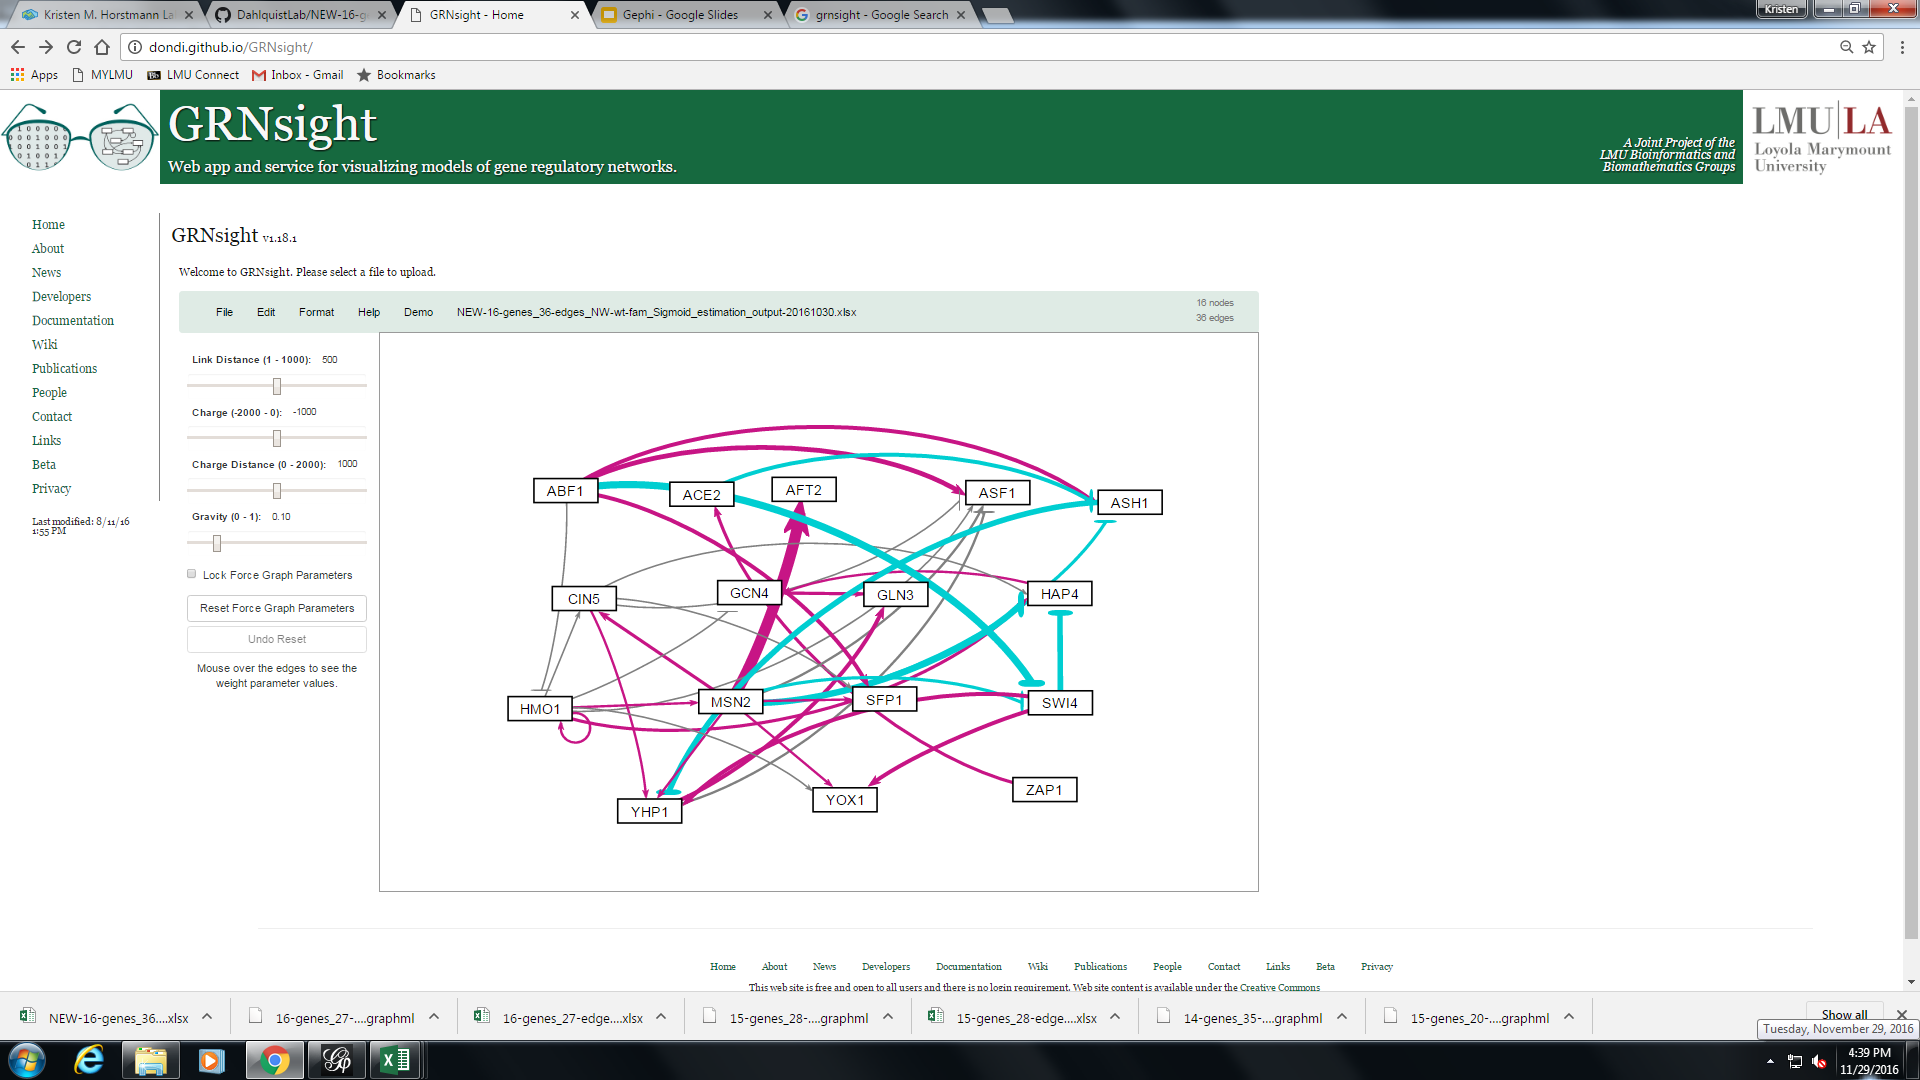 Kristen M. Horstmann La
DahlquistLab/NEW-16-g
GRNsight - Home
Gephi - Google Slides
grnsight - Google Search
Kristen
dondi.github.io/GRNsight/
Apps
MYLMU
Bb
LMU Connect
Inbox - Gmail
Bookmarks
GRNsight
Web app and service for visualizing models of gene regulatory networks.
A Joint Project of the
LMU Bioinformatics and
Biomathematics Groups
LMU|LA
Loyola Marymount
University
Home
About
News
Developers
Documentation
Wiki
Publications
People
Contact
Links
Beta
Privacy
Last modified: 8/11/16
1:55 PM
GRNsight v1.18.1
Welcome to GRNsight. Please select a file to upload.
File
Edit
Format
Help
Demo
NEW-16-genes_36-edges_NW-wt-fam_Sigmoid_estimation_output-20161030.xlsx
16 nodes
36 edges
Link Distance (1 - 1000): 500
Charge (-2000 - 0): -1000
Charge Distance (0 - 2000): 1000
Gravity (0 - 1): 0.10
Lock Force Graph Parameters
Reset Force Graph Parameters
Undo Reset
Mouse over the edges to see the
weight parameter values.
ABF1
ACE2
AFT2
ASF1
ASH1
CIN5
GCN4
GLN3
HAP4
HMO1
MSN2
SFP1
SWI4
YHP1
YOX1
ZAP1
Home
About
News
Developers
Documentation
Wiki
Publications
People
Contact
Links
Beta
Privacy
This web site is free and open to all users and there is no login requirement. Web site content is available under the Creative Commons
NEW-16-genes_36....xlsx
16-genes_27-....graphml
16-genes_27-edge....xlsx
15-genes_28-....graphml
15-genes_28-edge....xlsx
14-genes_35-....graphml
15-genes_20-....graphml
Show all
Tuesday, November 29, 2016
4:39 PM
11/29/2016